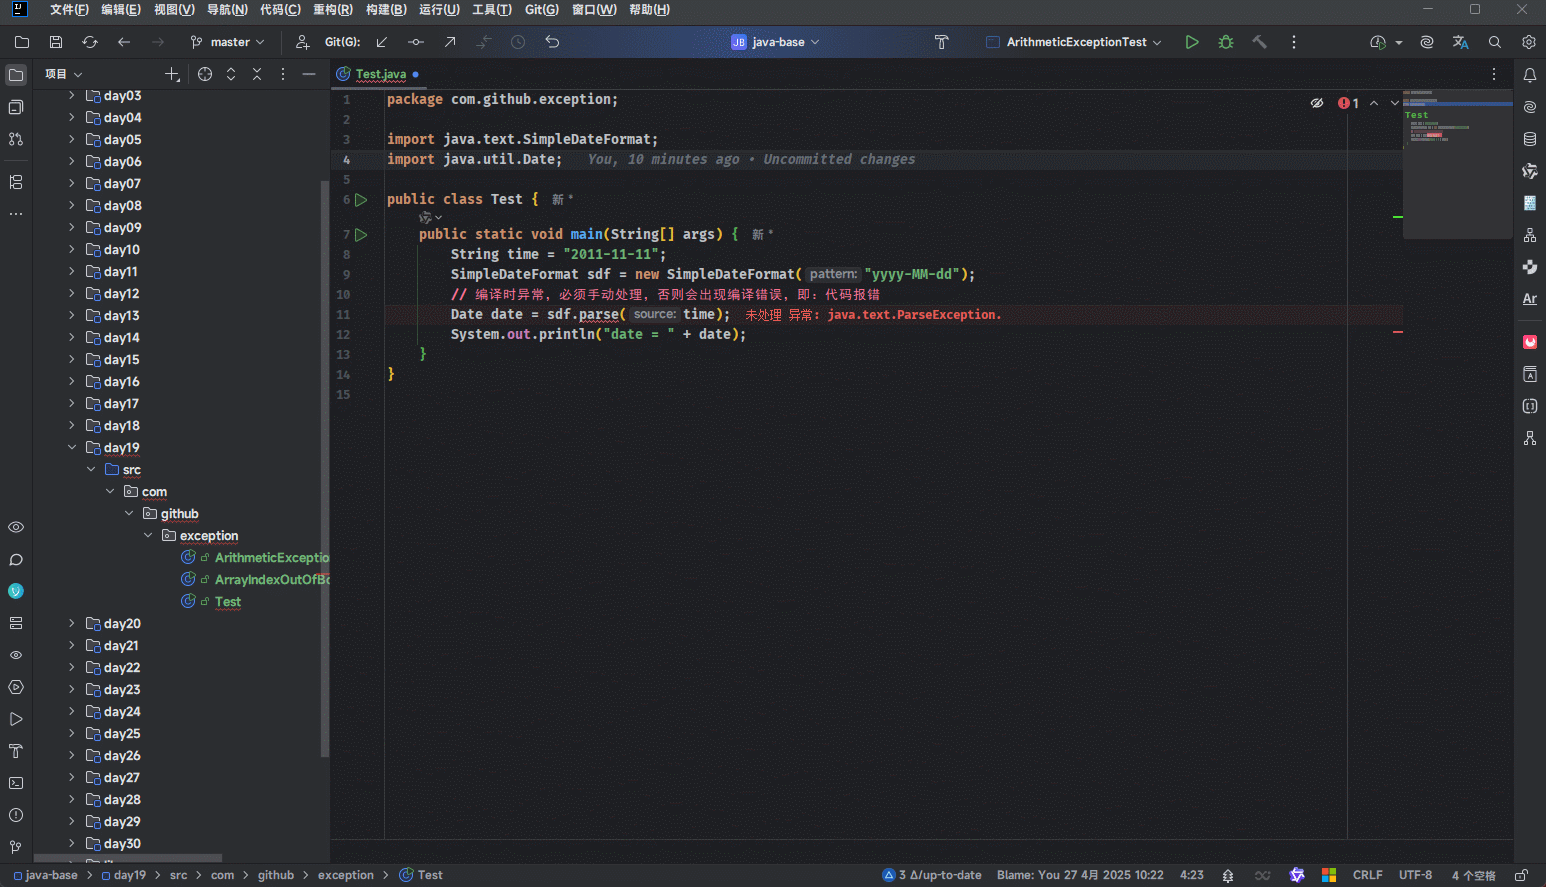 文件(F) 编辑(E) 视图(V) 导航(N) 代码(C) 重构(R) 构建(B) 运行(U) 工具(T) Git(G) 窗口(W) 帮助(H)
master Git(G): JB java-base ArithmeticExceptionTest
项目
Test.java
day03
day04
day05
day06
day07
day08
day09
day10
day11
day12
day13
day14
day15
day16
day17
day18
day19
src
com
github
exception
ArithmeticExceptio
ArrayIndexOutOfBo
Test
day20
day21
day22
day23
day24
day25
day26
day27
day28
day29
day30
1 package com.github.exception;
2
3 import java.text.SimpleDateFormat;
4 import java.util.Date; You, 10 minutes ago • Uncommitted changes
5
6 public class Test { 新 *
7 public static void main(String[] args) { 新 *
8 String time = "2011-11-11";
9 SimpleDateFormat sdf = new SimpleDateFormat( pattern: "yyyy-MM-dd");
10 // 编译时异常，必须手动处理，否则会出现编译错误，即：代码报错
11 Date date = sdf.parse( source: time); 未处理 异常: java.text.ParseException.
12 System.out.println("date = " + date);
13 }
14 }
15
1
Test
Ar
java-base > day19 > src > com > github > exception > Test
3 Δ/up-to-date Blame: You 27 4月 2025 10:22 4:23 CRLF UTF-8 4 个空格